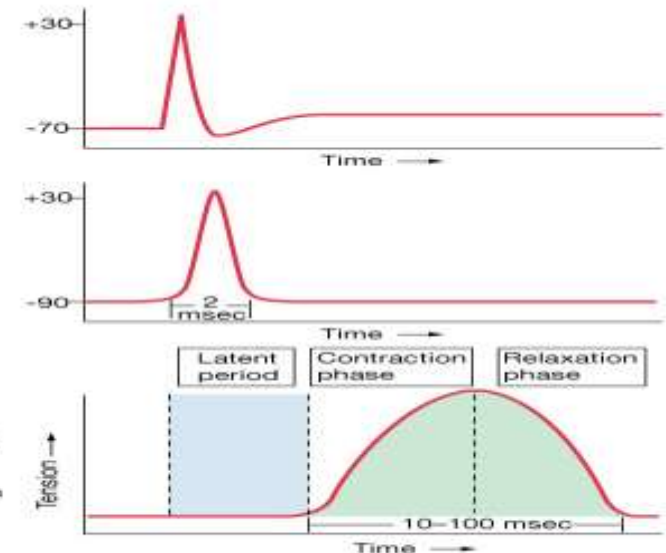 +30
-70
Time →
+30
-90
2
msec
Time →
Latent
period
Contraction
phase
Relaxation
phase
Tension →
10-100 msec
Time →